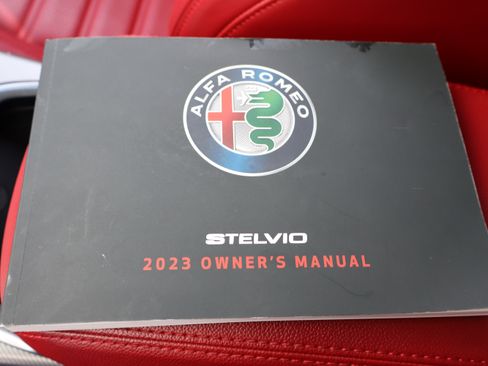 ALFA ROMEO
STELVIO
2023 OWNER'S MANUAL